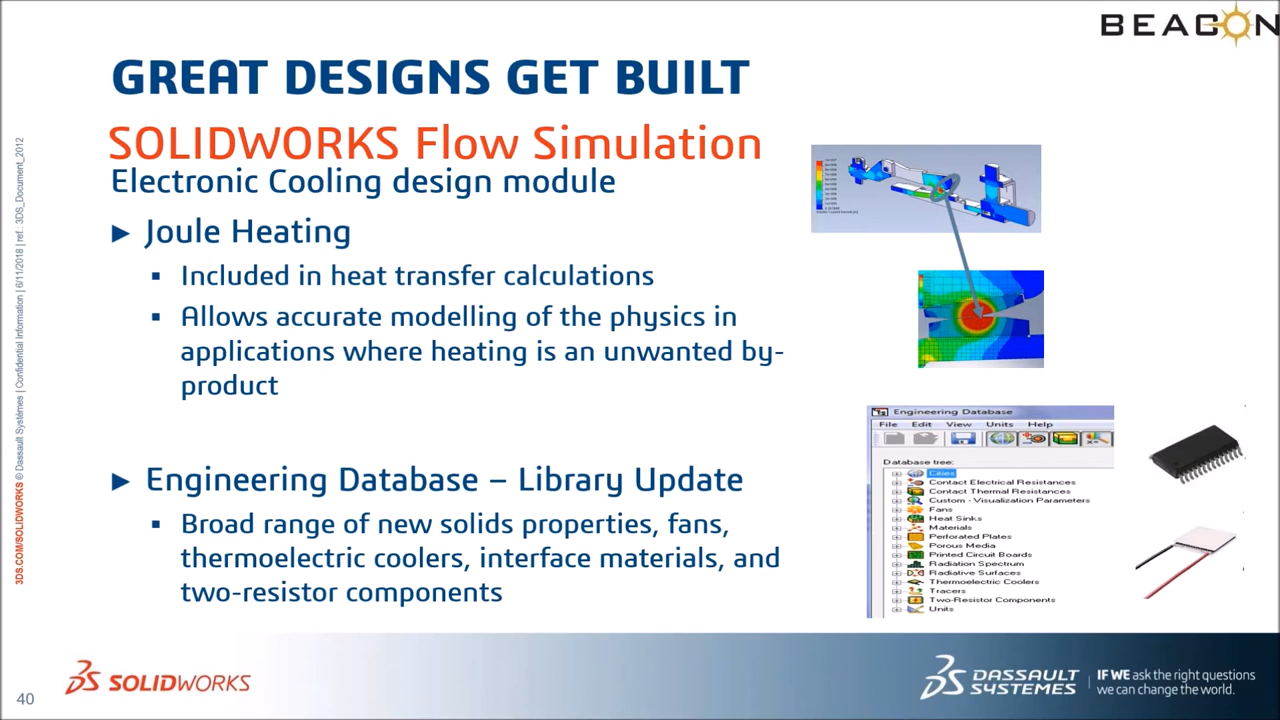 BEACON
GREAT DESIGNS GET BUILT
SOLIDWORKS Flow Simulation
Electronic Cooling design module
► Joule Heating
▪ Included in heat transfer calculations
▪ Allows accurate modelling of the physics in
applications where heating is an unwanted by-
product
► Engineering Database – Library Update
▪ Broad range of new solids properties, fans,
thermoelectric coolers, interface materials, and
two-resistor components
Engineering Database
File Edit View Units Help
Database tree:
Cities
Contact Electrical Resistances
Contact Thermal Resistances
Custom - Visualization Parameters
Fans
Heat Sinks
Materials
Perforated Plates
Porous Media
Printed Circuit Boards
Radiation Spectrum
Radiative Surfaces
Thermoelectric Coolers
Tracers
Two-Resistor Components
Units
3DS.COM/SOLIDWORKS © Dassault Systèmes | Confidential Information | 6/11/2018 | ref.: 3DS_Document_2012
40
SOLIDWORKS
DASSAULT
SYSTEMES
IF WE ask the right questions
we can change the world.